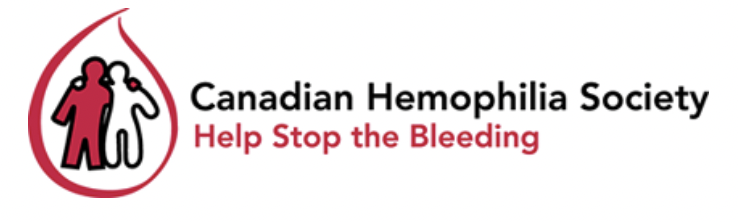 Canadian Hemophilia Society
Help Stop the Bleeding